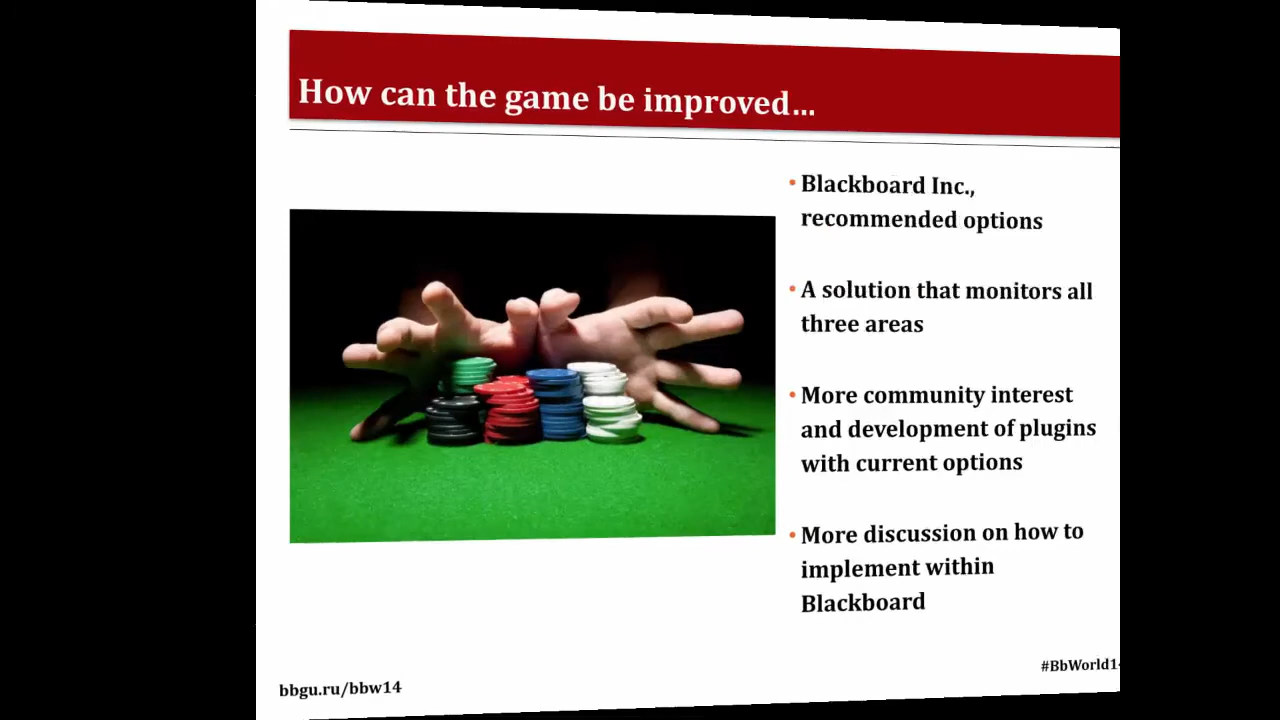 How can the game be improved...
Blackboard Inc.,
recommended options
A solution that monitors all
three areas
More community interest
and development of plugins
with current options
More discussion on how to
implement within
Blackboard
#BbWorld14
bbgu.ru/bbw14